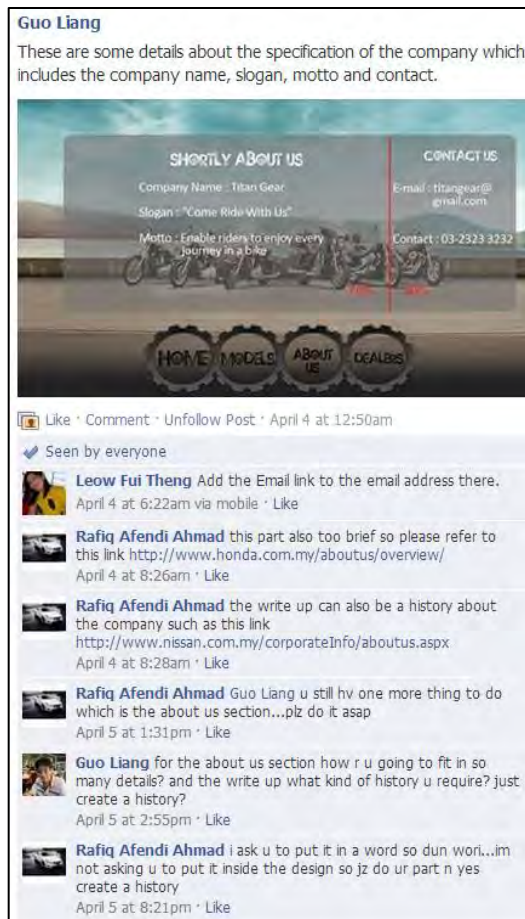 Guo Liang
These are some details about the specification of the company which
includes the company name, slogan, motto and contact.
SHORTLY ABOUT US
Company Name : Titan Gear
Slogan : "Come Ride With Us"
Motto : Enable riders to enjoy every
Journey in a bike
CONTACT US
E-mail : titangear@
gmail.com
Contact : 03-2323 3232
HOME
MODELS
ABOUT
US
DEALERS
Like · Comment · Unfollow Post · April 4 at 12:50am
Seen by everyone
Leow Fui Theng Add the Email link to the email address there.
April 4 at 6:22am via mobile · Like
Rafiq Afendi Ahmad this part also too brief so please refer to
this link http://www.honda.com.my/aboutus/overview/
April 4 at 8:26am · Like
Rafiq Afendi Ahmad the write up can also be a history about
the company such as this link
http://www.nissan.com.my/corporateInfo/aboutus.aspx
April 4 at 8:28am · Like
Rafiq Afendi Ahmad Guo Liang u still hv one more thing to do
which is the about us section...plz do it asap
April 5 at 1:31pm · Like
Guo Liang for the about us section how r u going to fit in so
many details? and the write up what kind of history u require? just
create a history?
April 5 at 2:55pm · Like
Rafiq Afendi Ahmad i ask u to put it in a word so dun wori...im
not asking u to put it inside the design so jz do ur part n yes
create a history
April 5 at 8:21pm · Like